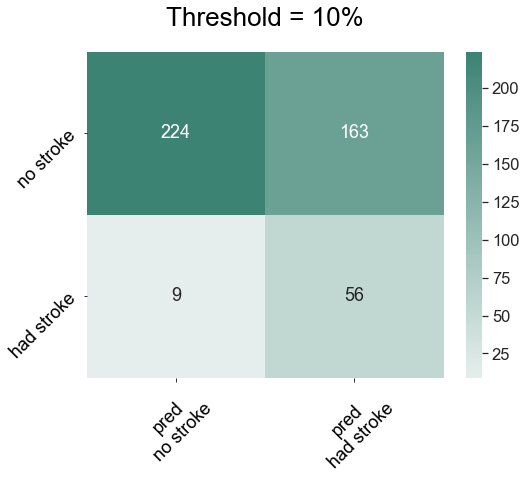 Threshold = 10%
no stroke
224
163
200
175
150
125
100
75
50
25
had stroke
9
56
pred
no stroke
pred
had stroke